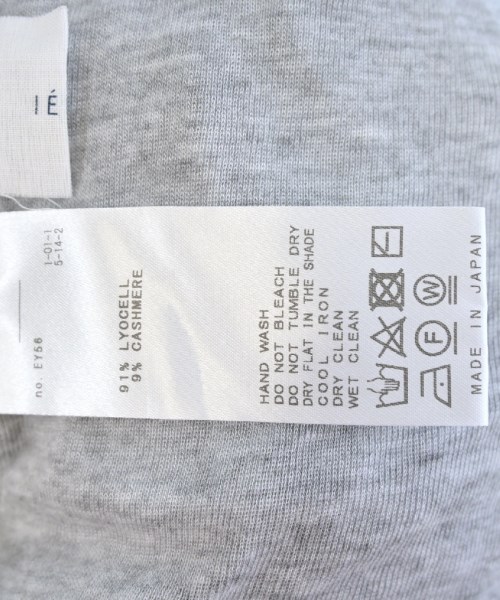 IÉ
1-01-1
5-14-2
no. EY56
91% LYOCELL
9% CASHMERE
HAND WASH
DO NOT BLEACH
DO NOT TUMBLE DRY
DRY FLAT IN THE SHADE
COOL IRON
DRY CLEAN
WET CLEAN
F W
MADE IN JAPAN